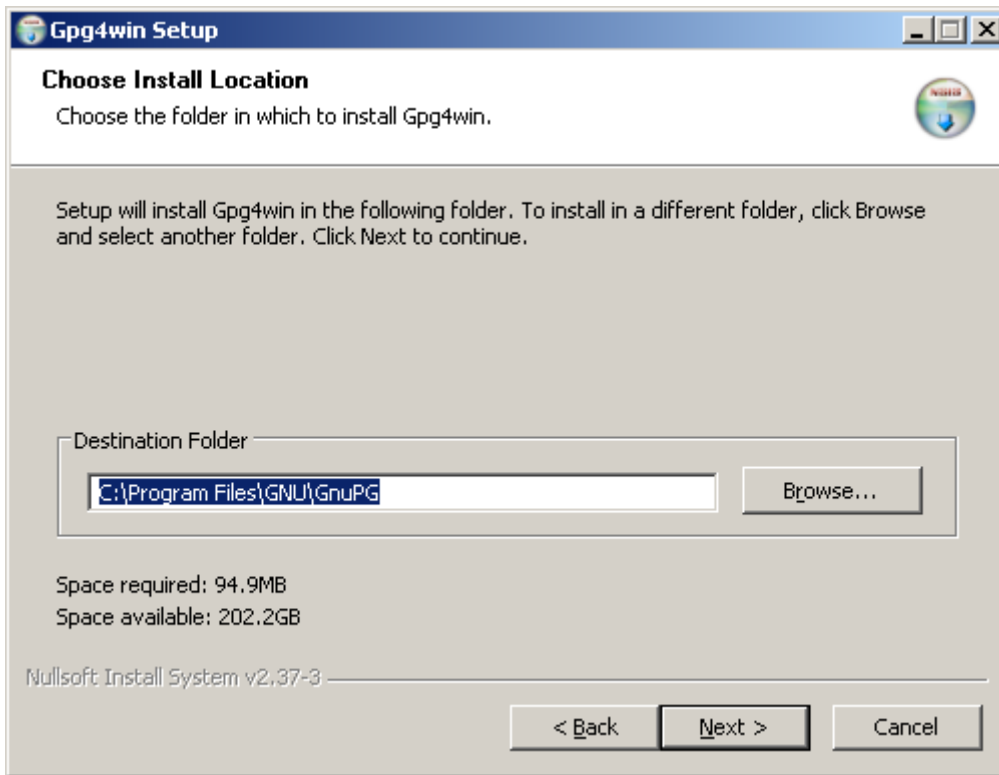 Gpg4win Setup
Choose Install Location
Choose the folder in which to install Gpg4win.
Setup will install Gpg4win in the following folder. To install in a different folder, click Browse
and select another folder. Click Next to continue.
Destination Folder
C:\Program Files\GNU\GnuPG
Browse...
Space required: 94.9MB
Space available: 202.2GB
Nullsoft Install System v2.37-3
< Back
Next >
Cancel